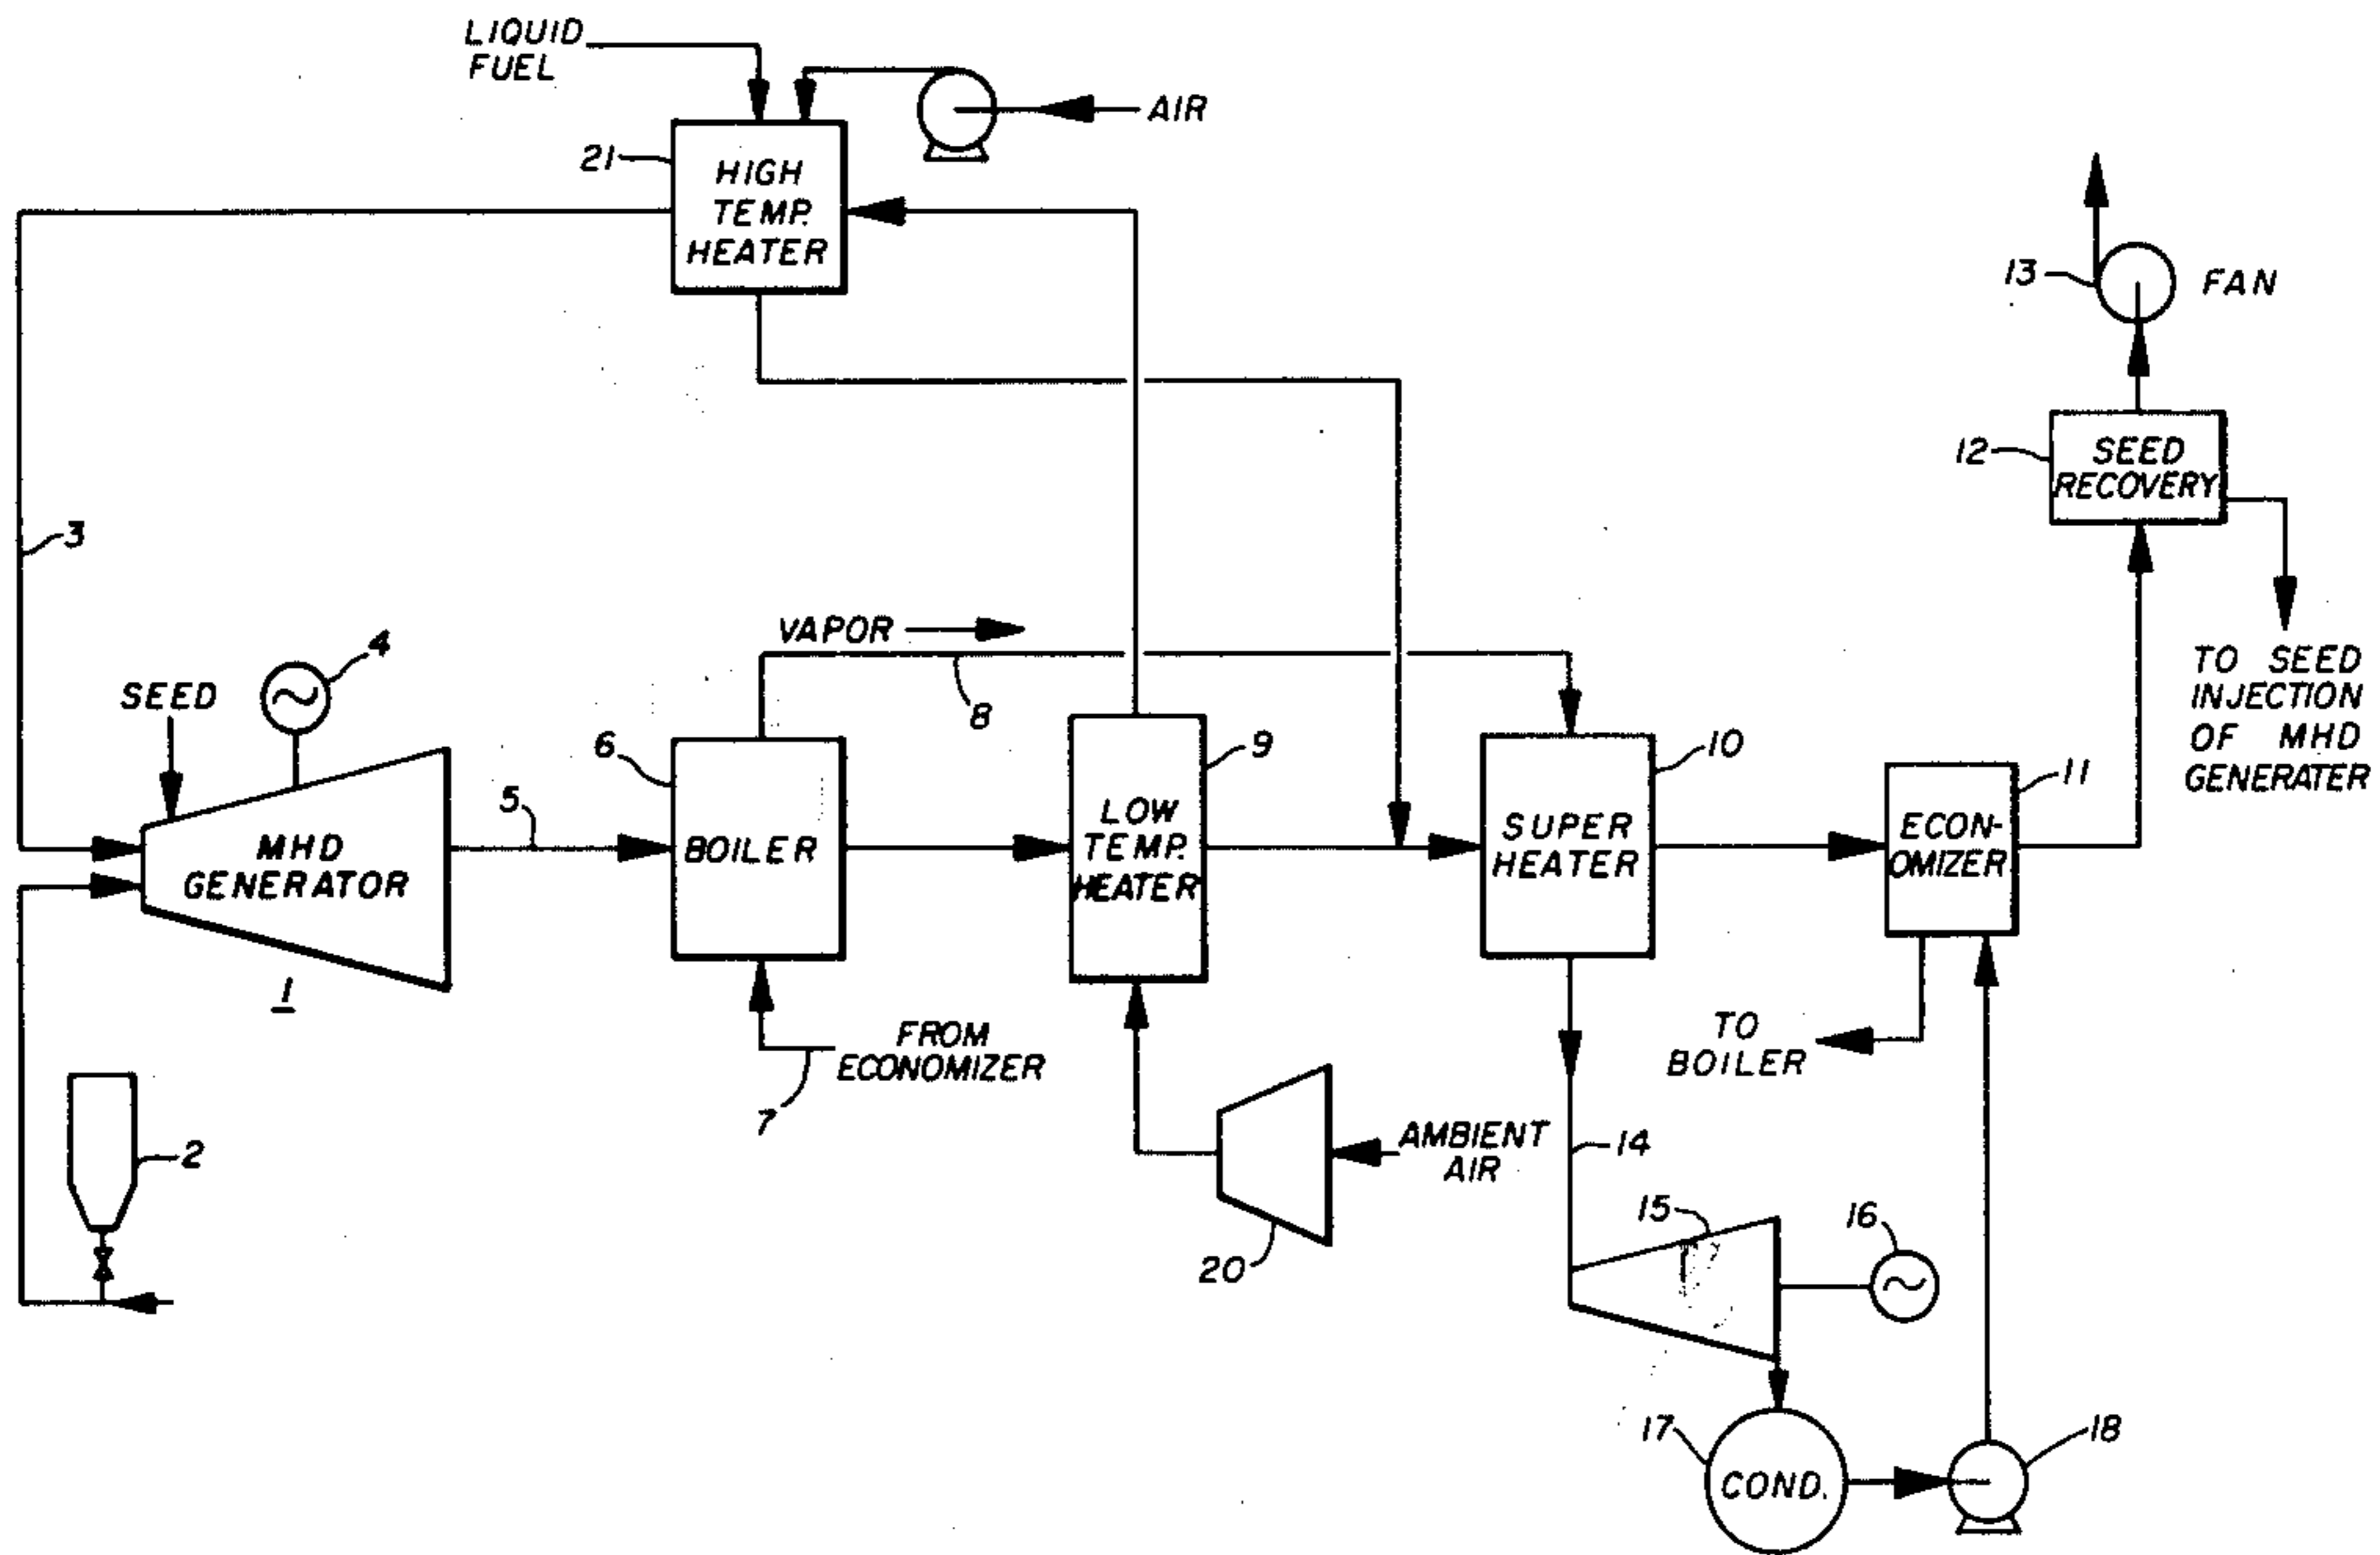 LIQUID
FUEL
AIR
21
HIGH
TEMP.
HEATER
13
FAN
12
SEED
RECOVERY
3
TO SEED
INJECTION
OF MHD
GENERATER
VAPOR
8
4
SEED
MHD
GENERATOR
1
5
6
BOILER
9
LOW
TEMP.
HEATER
10
SUPER
HEATER
11
ECON-
OMIZER
FROM
ECONOMIZER
7
TO
BOILER
2
AMBIENT
AIR
20
14
15
16
17
COND.
18